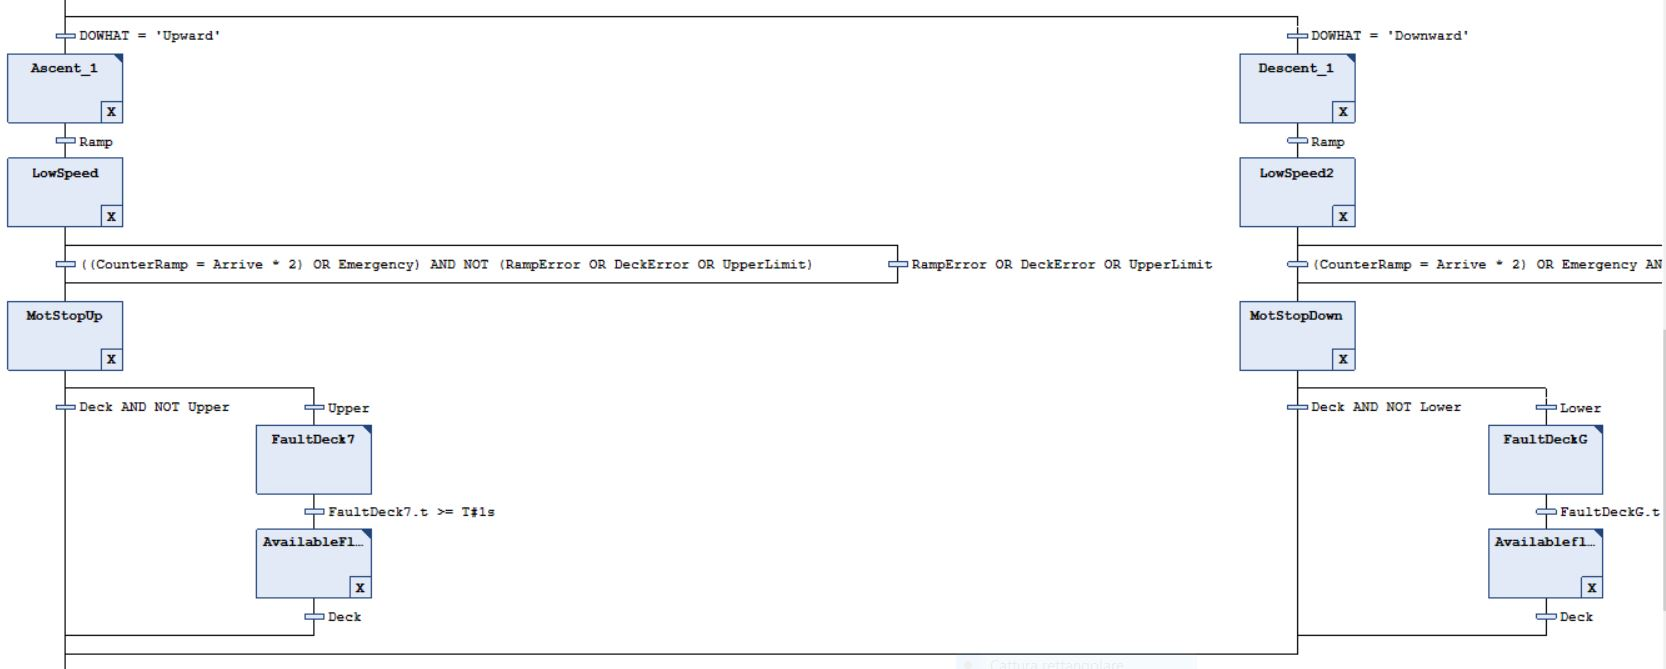 DOWHAT = 'Upward'
DOWHAT = 'Downward'
Ascent_1
X
Descent_1
X
Ramp
Ramp
LowSpeed
X
LowSpeed2
X
((CounterRamp = Arrive * 2) OR Emergency) AND NOT (RampError OR DeckError OR UpperLimit)
RampError OR DeckError OR UpperLimit
(CounterRamp = Arrive * 2) OR Emergency AN
MotStopUp
X
MotStopDown
X
Deck AND NOT Upper
Upper
Deck AND NOT Lower
Lower
FaultDeck7
FaultDeckG
FaultDeck7.t >= T#1s
FaultDeckG.t
AvailableFl…
X
Availablefl…
X
Deck
Deck
Cattura rettangolare